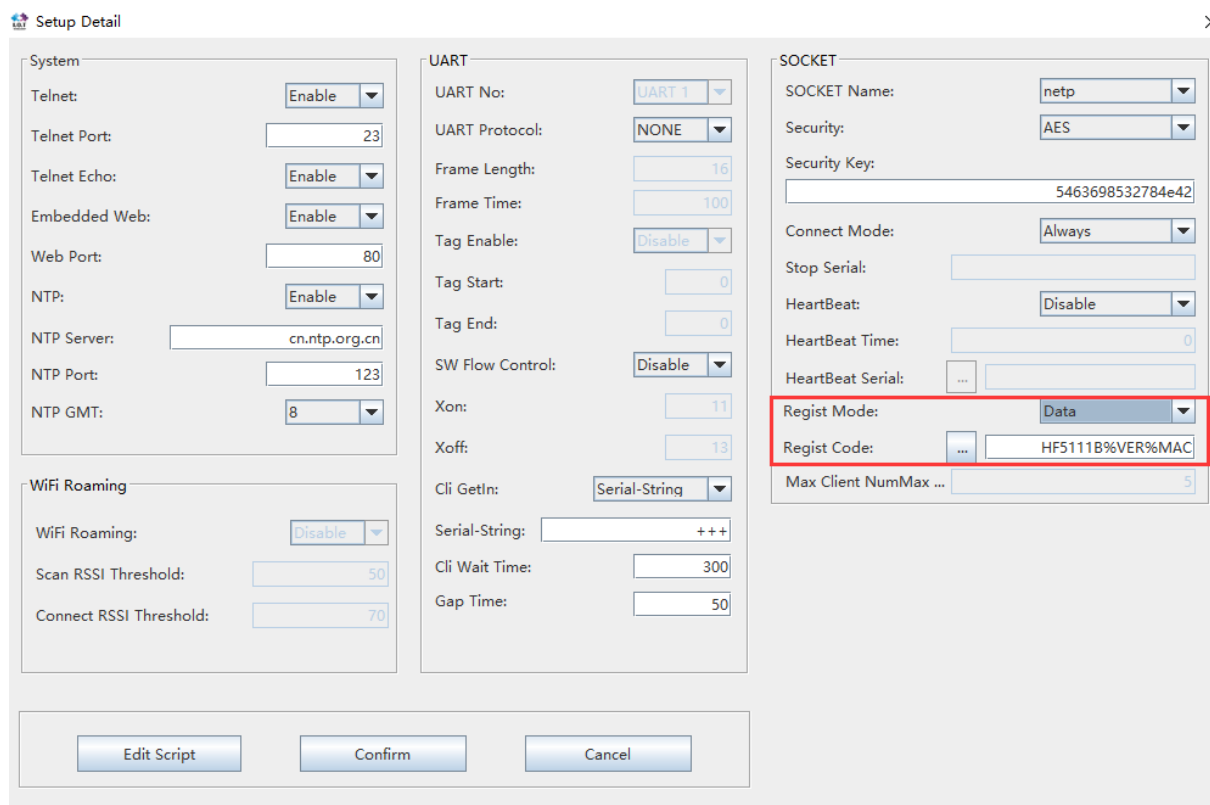 Setup Detail
System
Telnet: Enable
Telnet Port: 23
Telnet Echo: Enable
Embedded Web: Enable
Web Port: 80
NTP: Enable
NTP Server: cn.ntp.org.cn
NTP Port: 123
NTP GMT: 8
WiFi Roaming
WiFi Roaming: Disable
Scan RSSI Threshold: 50
Connect RSSI Threshold: 70
UART
UART No: UART 1
UART Protocol: NONE
Frame Length: 16
Frame Time: 100
Tag Enable: Disable
Tag Start: 0
Tag End: 0
SW Flow Control: Disable
Xon: 11
Xoff: 13
Cli GetIn: Serial-String
Serial-String: +++
Cli Wait Time: 300
Gap Time: 50
SOCKET
SOCKET Name: netp
Security: AES
Security Key:
5463698532784e42
Connect Mode: Always
Stop Serial:
HeartBeat: Disable
HeartBeat Time: 0
HeartBeat Serial: ...
Regist Mode: Data
Regist Code: ... HF5111B%VER%MAC
Max Client NumMax ... 5
Edit Script Confirm Cancel